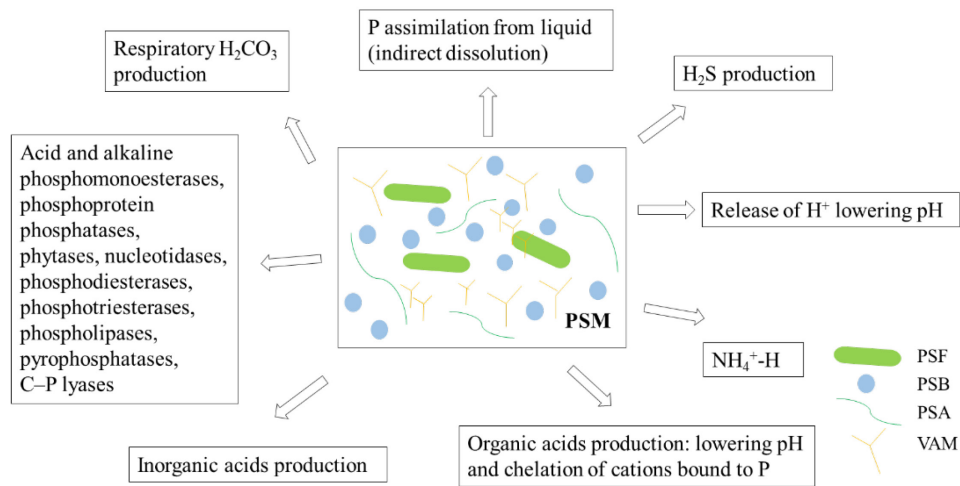 P assimilation from liquid
(indirect dissolution)
Respiratory H₂CO₃
production
H₂S production
Acid and alkaline
phosphomonoesterases,
phosphoprotein
phosphatases,
phytases, nucleotidases,
phosphodiesterases,
phosphotriesterases,
phospholipases,
pyrophosphatases,
C–P lyases
Release of H⁺ lowering pH
PSM
NH₄⁺-H
PSF
PSB
PSA
VAM
Inorganic acids production
Organic acids production: lowering pH
and chelation of cations bound to P